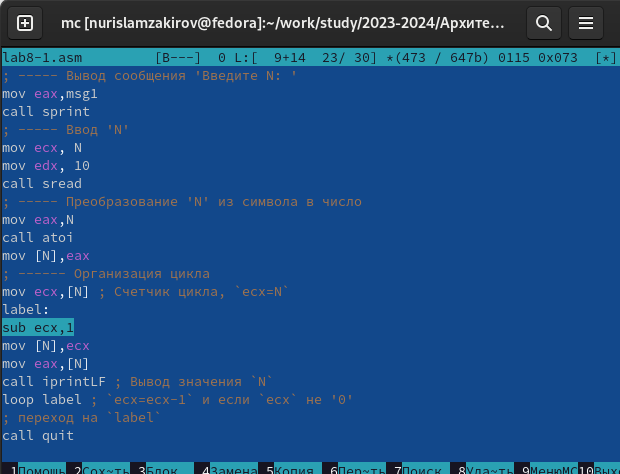 mc [nurislamzakirov@fedora]:~/work/study/2023-2024/Архите...
lab8-1.asm [B---] 0 L:[ 9+14 23/ 30] *(473 / 647b) 0115 0x073 [*]
; ----- Вывод сообщения 'Введите N: '
mov eax,msg1
call sprint
; ----- Ввод 'N'
mov ecx, N
mov edx, 10
call sread
; ----- Преобразование 'N' из символа в число
mov eax,N
call atoi
mov [N],eax
; ------ Организация цикла
mov ecx,[N] ; Счетчик цикла, `ecx=N`
label:
sub ecx,1
mov [N],ecx
mov eax,[N]
call iprintLF ; Вывод значения `N`
loop label ; `ecx=ecx-1` и если `ecx` не '0'
; переход на `label`
call quit
1Помощь 2Сох~ть 3Блок 4Замена 5Копия 6Пер~ть 7Поиск 8Уда~ть 9МенюMC 10Вых